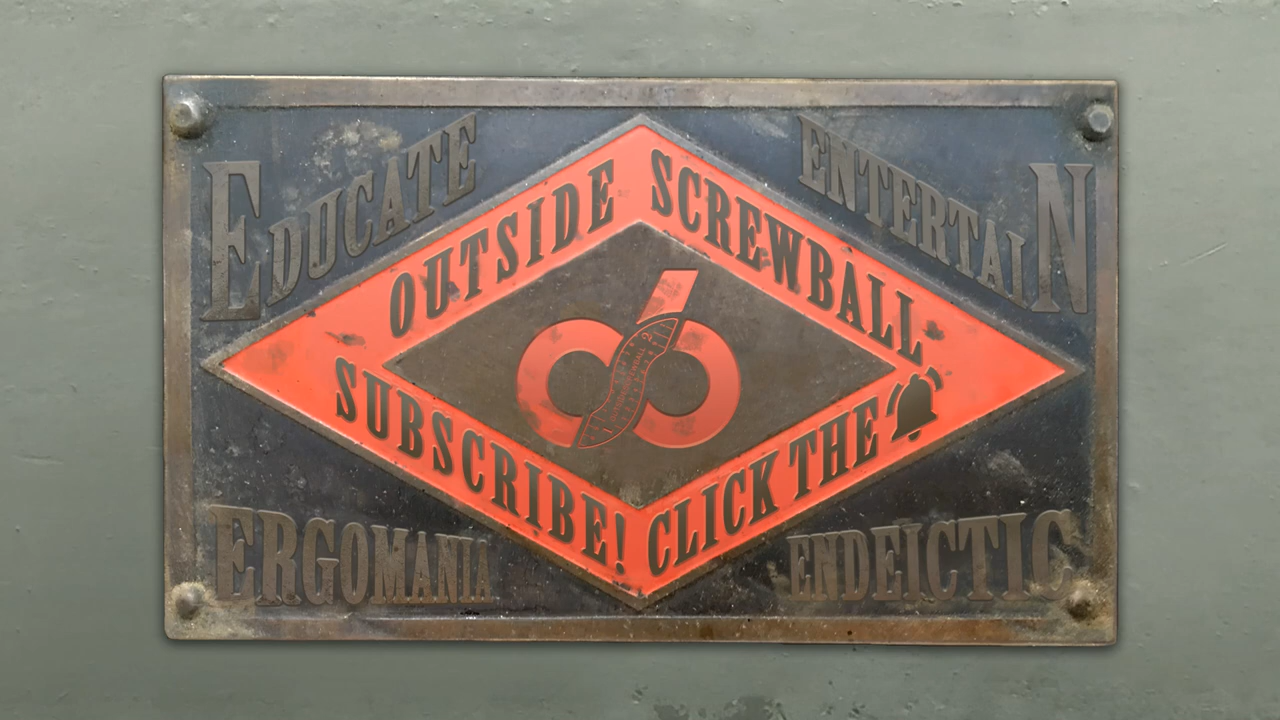 EDUCATE
ENTERTAIN
OUTSIDE SCREWBALL
SUBSCRIBE! CLICK THE
ERGOMANIA
ENDEICTIC